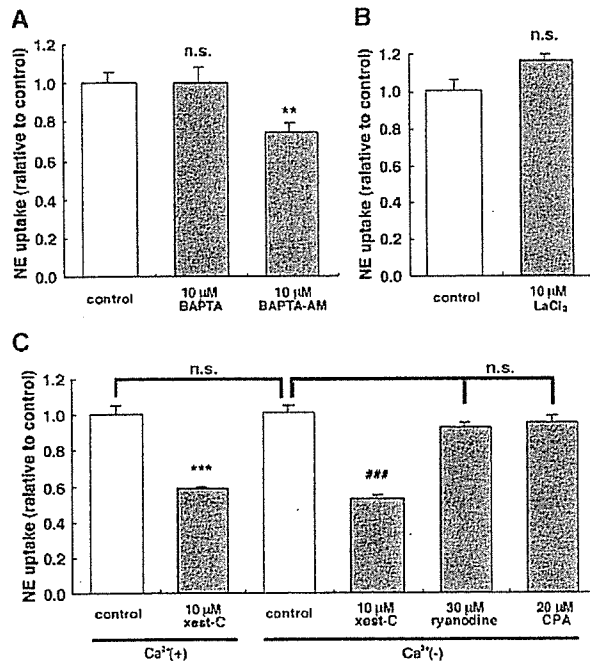 A
NE uptake (ralative to control)
1.2
1.0
0.8
0.6
0.4
0.2
0.0
n.s.
**
control
10 µM BAPTA
10 µM BAPTA-AM
B
NE uptake (ralative to control)
1.2
1.0
0.8
0.6
0.4
0.2
0.0
n.s.
control
10 µM LaCl₃
C
NE uptake (ralative to control)
1.2
1.0
0.8
0.6
0.4
0.2
0.0
n.s.
n.s.
***
###
control
10 µM xest-C
control
10 µM xest-C
30 µM ryanodine
20 µM CPA
Ca²⁺(+)
Ca²⁺(-)